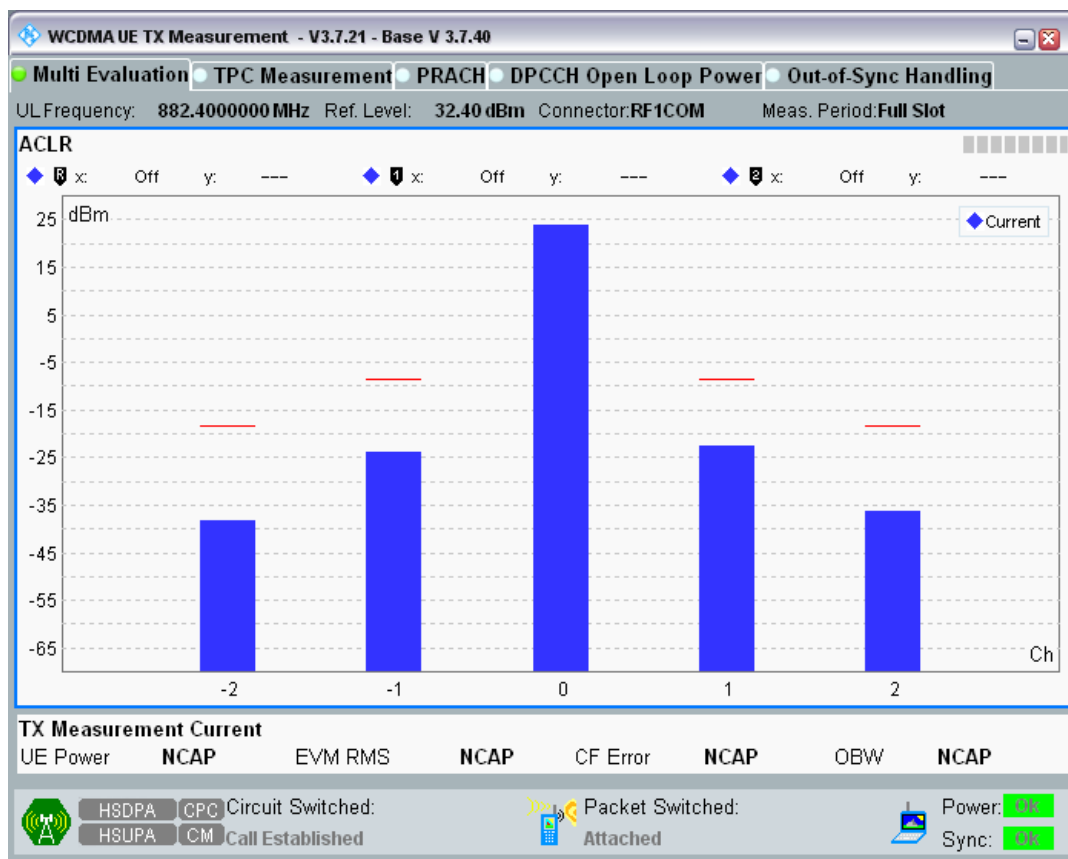 WCDMA UE TX Measurement - V3.7.21 - Base V 3.7.40
Multi Evaluation TPC Measurement PRACH DPCCH Open Loop Power Out-of-Sync Handling
UL Frequency: 882.4000000 MHz Ref. Level: 32.40 dBm Connector:RF1COM Meas. Period:Full Slot
ACLR
R x: Off y: --- 1 x: Off y: --- 2 x: Off y: ---
dBm
Current
25
15
5
-5
-15
-25
-35
-45
-55
-65
Ch
-2 -1 0 1 2
TX Measurement Current
UE Power NCAP EVM RMS NCAP CF Error NCAP OBW NCAP
HSDPA CPC Circuit Switched: Packet Switched: Power: OK
HSUPA CM Call Established Attached Sync: OK